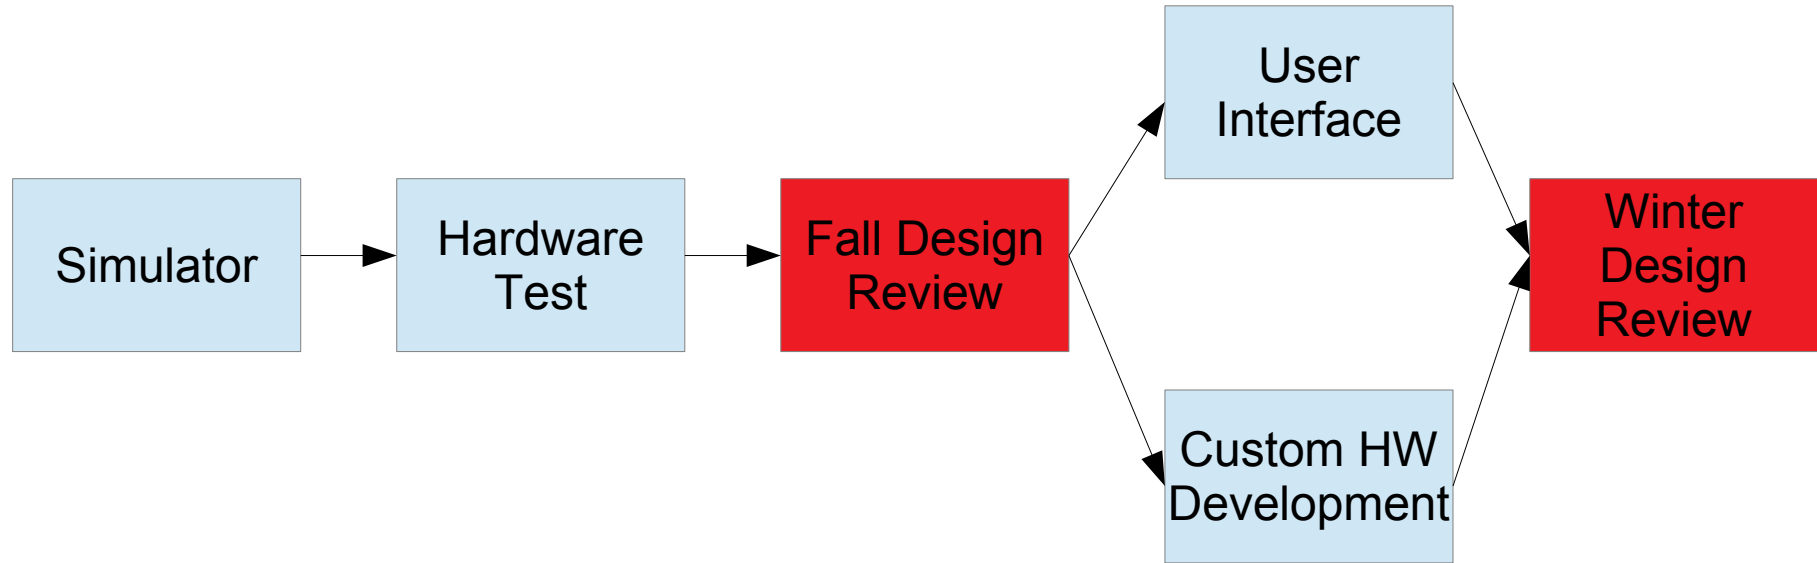 Simulator
Hardware
Test
Fall Design
Review
User
Interface
Custom HW
Development
Winter
Design
Review